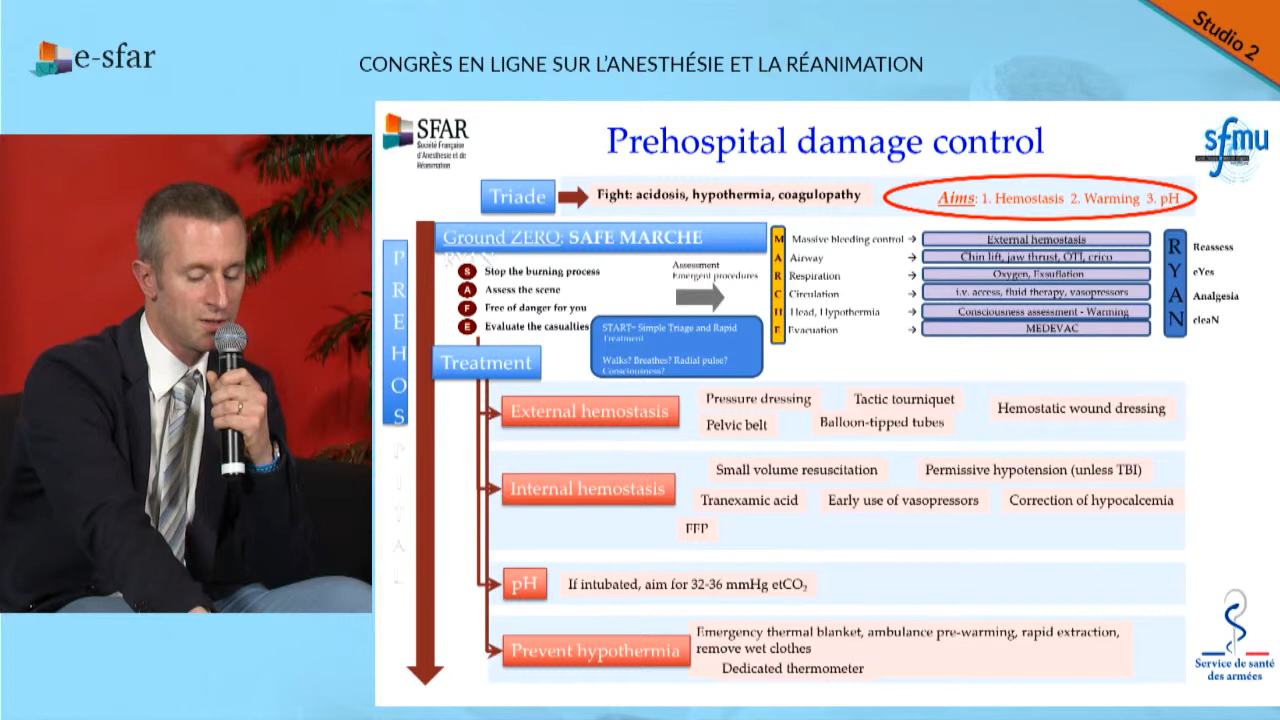 Studio 2
e-sfar
CONGRÈS EN LIGNE SUR L'ANESTHÉSIE ET LA RÉANIMATION
SFAR
Société Française
d'Anesthésie et de
Réanimation
Prehospital damage control
sfmu
Triade
Fight: acidosis, hypothermia, coagulopathy
Aims: 1. Hemostasis 2. Warming 3. pH
PREHOSPITAL
Ground ZERO: SAFE MARCHE
RYAN
S Stop the burning process
A Assess the scene
F Free of danger for you
E Evaluate the casualties
Assessment
Emergent procedures
START= Simple Triage and Rapid
Treatment
Walks? Breathes? Radial pulse?
Consciousness?
MARCHE
Massive bleeding control → External hemostasis
Airway → Chin lift, jaw thrust, OTI, crico
Respiration → Oxygen, Exsuflation
Circulation → i.v. access, fluid therapy, vasopressors
Head, Hypothermia → Consciousness assessment - Warming
Evacuation → MEDEVAC
RYAN
Reassess
eYes
Analgesia
cleaN
Treatment
External hemostasis
Pressure dressing
Tactic tourniquet
Hemostatic wound dressing
Pelvic belt
Balloon-tipped tubes
Internal hemostasis
Small volume resuscitation
Permissive hypotension (unless TBI)
Tranexamic acid
Early use of vasopressors
Correction of hypocalcemia
FFP
pH
If intubated, aim for 32-36 mmHg etCO₂
Prevent hypothermia
Emergency thermal blanket, ambulance pre-warming, rapid extraction,
remove wet clothes
Dedicated thermometer
Service de santé
des armées